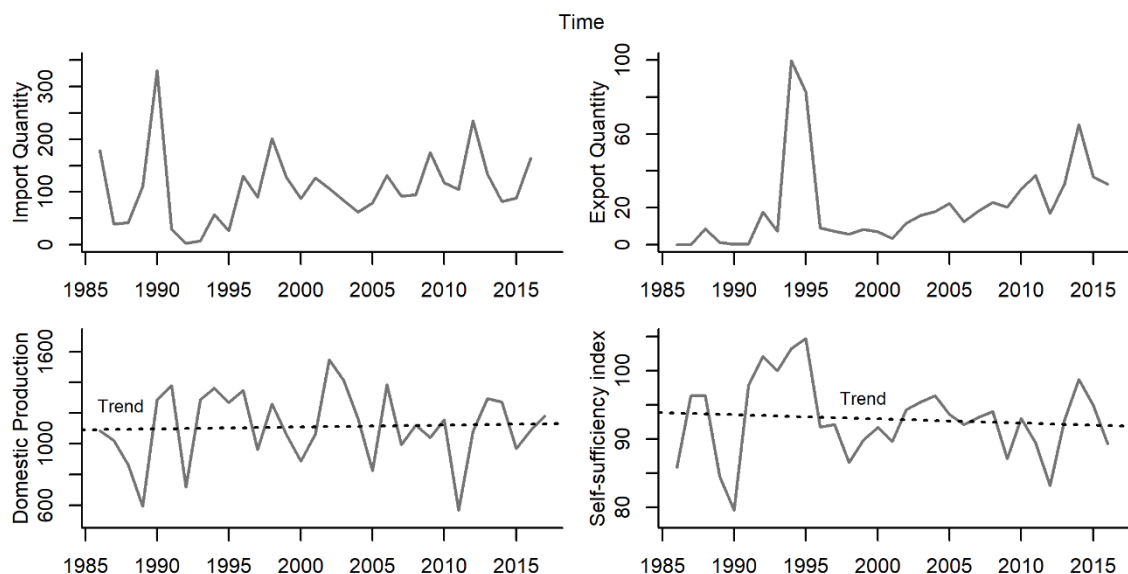 Time
Import Quantity
0 100 200 300
1985 1990 1995 2000 2005 2010 2015
Export Quantity
0 20 60 100
1985 1990 1995 2000 2005 2010 2015
Domestic Production
600 1000 1600
Trend
1985 1990 1995 2000 2005 2010 2015
Self-sufficiency index
80 90 100
Trend
1985 1990 1995 2000 2005 2010 2015